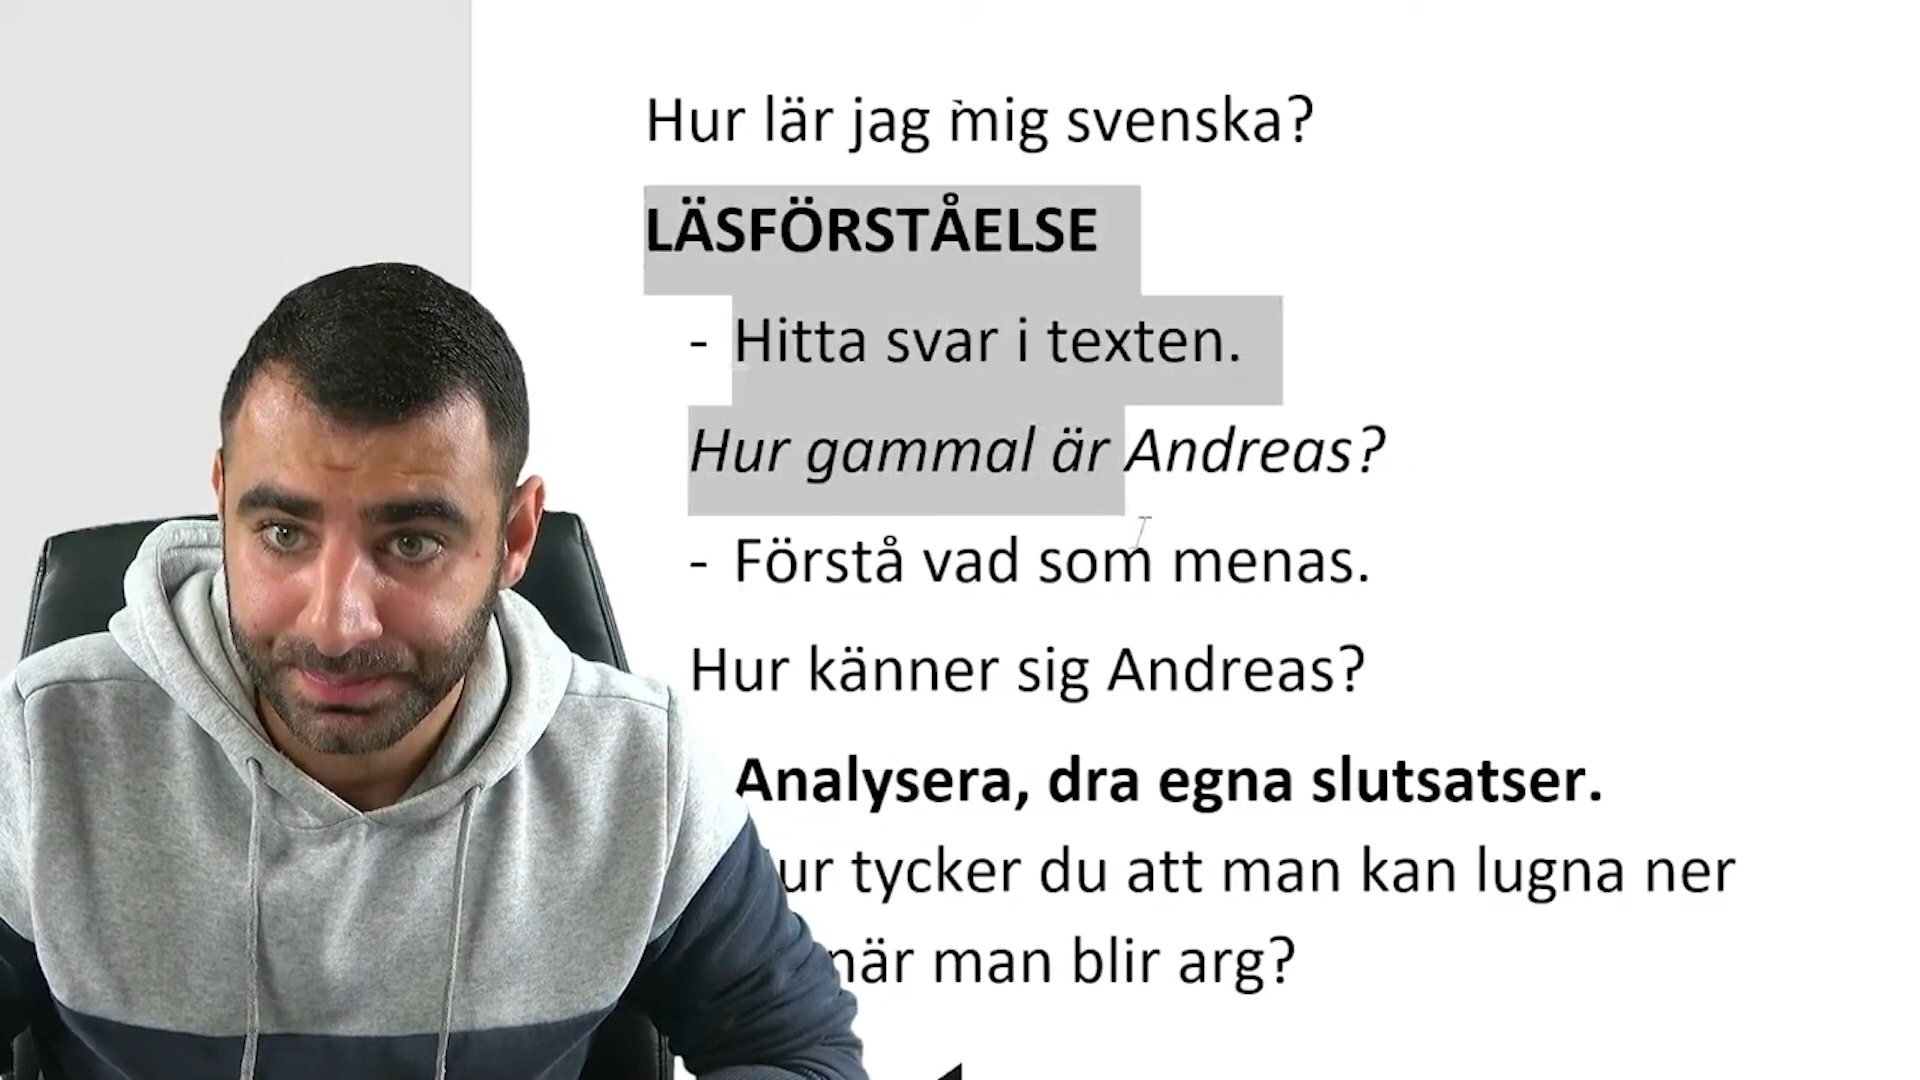 Hur lär jag mig svenska?
LÄSFÖRSTÅELSE
- Hitta svar i texten.
Hur gammal är Andreas?
- Förstå vad som menas.
Hur känner sig Andreas?
Analysera, dra egna slutsatser.
tycker du att man kan lugna ner
när man blir arg?